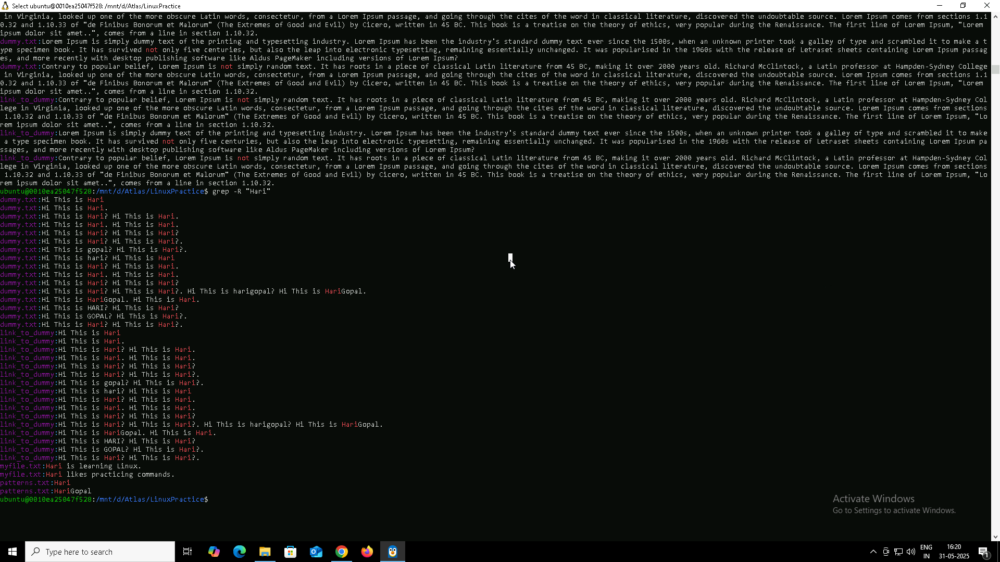 Select ubuntu@0010ea25047f528: /mnt/d/Atlas/LinuxPractice
in Virginia, looked up one of the more obscure Latin words, consectetur, from a Lorem Ipsum passage, and going through the cites of the word in classical literature, discovered the undoubtable source. Lorem Ipsum comes from sections 1.1
0.32 and 1.10.33 of "de Finibus Bonorum et Malorum" (The Extremes of Good and Evil) by Cicero, written in 45 BC. This book is a treatise on the theory of ethics, very popular during the Renaissance. The first line of Lorem Ipsum, "Lorem
ipsum dolor sit amet..", comes from a line in section 1.10.32.
dummy.txt:Lorem Ipsum is simply dummy text of the printing and typesetting industry. Lorem Ipsum has been the industry's standard dummy text ever since the 1500s, when an unknown printer took a galley of type and scrambled it to make a t
ype specimen book. It has survived not only five centuries, but also the leap into electronic typesetting, remaining essentially unchanged. It was popularised in the 1960s with the release of Letraset sheets containing Lorem Ipsum passag
es, and more recently with desktop publishing software like Aldus PageMaker including versions of Lorem Ipsum?
dummy.txt:Contrary to popular belief, Lorem Ipsum is not simply random text. It has roots in a piece of classical Latin literature from 45 BC, making it over 2000 years old. Richard McClintock, a Latin professor at Hampden-Sydney College
in Virginia, looked up one of the more obscure Latin words, consectetur, from a Lorem Ipsum passage, and going through the cites of the word in classical literature, discovered the undoubtable source. Lorem Ipsum comes from sections 1.1
0.32 and 1.10.33 of "de Finibus Bonorum et Malorum" (The Extremes of Good and Evil) by Cicero, written in 45 BC. This book is a treatise on the theory of ethics, very popular during the Renaissance. The first line of Lorem Ipsum, "Lorem
ipsum dolor sit amet..", comes from a line in section 1.10.32.
link_to_dummy:Contrary to popular belief, Lorem Ipsum is not simply random text. It has roots in a piece of classical Latin literature from 45 BC, making it over 2000 years old. Richard McClintock, a Latin professor at Hampden-Sydney Col
lege in Virginia, looked up one of the more obscure Latin words, consectetur, from a Lorem Ipsum passage, and going through the cites of the word in classical literature, discovered the undoubtable source. Lorem Ipsum comes from sections
1.10.32 and 1.10.33 of "de Finibus Bonorum et Malorum" (The Extremes of Good and Evil) by Cicero, written in 45 BC. This book is a treatise on the theory of ethics, very popular during the Renaissance. The first line of Lorem Ipsum, "Lo
rem ipsum dolor sit amet..", comes from a line in section 1.10.32.
link_to_dummy:Lorem Ipsum is simply dummy text of the printing and typesetting industry. Lorem Ipsum has been the industry's standard dummy text ever since the 1500s, when an unknown printer took a galley of type and scrambled it to make
a type specimen book. It has survived not only five centuries, but also the leap into electronic typesetting, remaining essentially unchanged. It was popularised in the 1960s with the release of Letraset sheets containing Lorem Ipsum pa
ssages, and more recently with desktop publishing software like Aldus PageMaker including versions of Lorem Ipsum?
link_to_dummy:Contrary to popular belief, Lorem Ipsum is not simply random text. It has roots in a piece of classical Latin literature from 45 BC, making it over 2000 years old. Richard McClintock, a Latin professor at Hampden-Sydney Col
lege in Virginia, looked up one of the more obscure Latin words, consectetur, from a Lorem Ipsum passage, and going through the cites of the word in classical literature, discovered the undoubtable source. Lorem Ipsum comes from sections
1.10.32 and 1.10.33 of "de Finibus Bonorum et Malorum" (The Extremes of Good and Evil) by Cicero, written in 45 BC. This book is a treatise on the theory of ethics, very popular during the Renaissance. The first line of Lorem Ipsum, "Lo
rem ipsum dolor sit amet..", comes from a line in section 1.10.32.
ubuntu@0010ea25047f528:/mnt/d/Atlas/LinuxPractice$ grep -R "Hari"
dummy.txt:Hi This is Hari
dummy.txt:Hi This is Hari.
dummy.txt:Hi This is Hari? Hi This is Hari.
dummy.txt:Hi This is Hari. Hi This is Hari.
dummy.txt:Hi This is Hari? Hi This is Hari?
dummy.txt:Hi This is Hari? Hi This is Hari?.
dummy.txt:Hi This is gopal? Hi This is Hari?.
dummy.txt:Hi This is hari? Hi This is Hari
dummy.txt:Hi This is Hari? Hi This is Hari.
dummy.txt:Hi This is Hari. Hi This is Hari.
dummy.txt:Hi This is Hari? Hi This is Hari?
dummy.txt:Hi This is Hari? Hi This is Hari?. Hi This is harigopal? Hi This is HariGopal.
dummy.txt:Hi This is HariGopal. Hi This is Hari.
dummy.txt:Hi This is HARI? Hi This is Hari?
dummy.txt:Hi This is GOPAL? Hi This is Hari?.
dummy.txt:Hi This is Hari? Hi This is Hari?.
link_to_dummy:Hi This is Hari
link_to_dummy:Hi This is Hari.
link_to_dummy:Hi This is Hari? Hi This is Hari.
link_to_dummy:Hi This is Hari. Hi This is Hari.
link_to_dummy:Hi This is Hari? Hi This is Hari?
link_to_dummy:Hi This is Hari? Hi This is Hari?.
link_to_dummy:Hi This is gopal? Hi This is Hari?.
link_to_dummy:Hi This is hari? Hi This is Hari
link_to_dummy:Hi This is Hari? Hi This is Hari.
link_to_dummy:Hi This is Hari. Hi This is Hari.
link_to_dummy:Hi This is Hari? Hi This is Hari?
link_to_dummy:Hi This is Hari? Hi This is Hari?. Hi This is harigopal? Hi This is HariGopal.
link_to_dummy:Hi This is HariGopal. Hi This is Hari.
link_to_dummy:Hi This is HARI? Hi This is Hari?
link_to_dummy:Hi This is GOPAL? Hi This is Hari?.
link_to_dummy:Hi This is Hari? Hi This is Hari?.
myfile.txt:Hari is learning Linux.
myfile.txt:Hari likes practicing commands.
patterns.txt:Hari
patterns.txt:HariGopal
ubuntu@0010ea25047f528:/mnt/d/Atlas/LinuxPractice$
Activate Windows
Go to Settings to activate Windows.
Type here to search
ENG
IN
16:20
31-05-2025
1